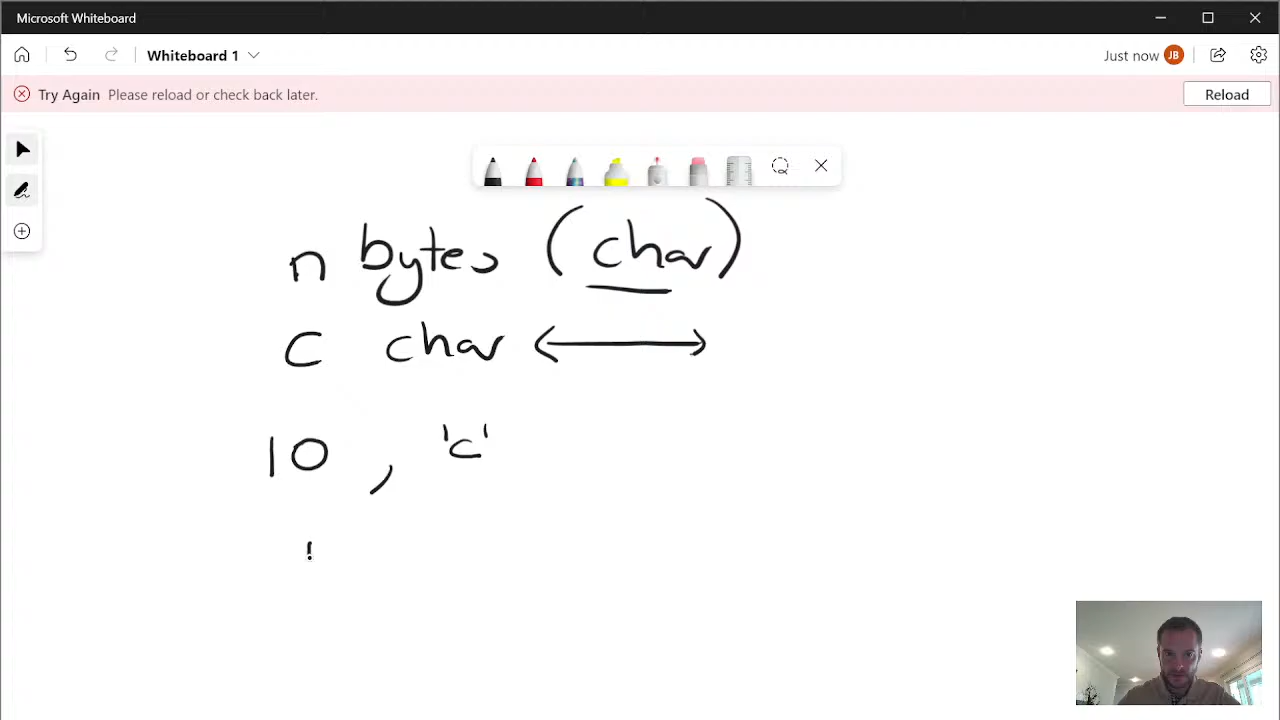 Microsoft Whiteboard
Whiteboard 1
Just now JB
Try Again Please reload or check back later. Reload
n bytes (char)
C char
10 , 'c'